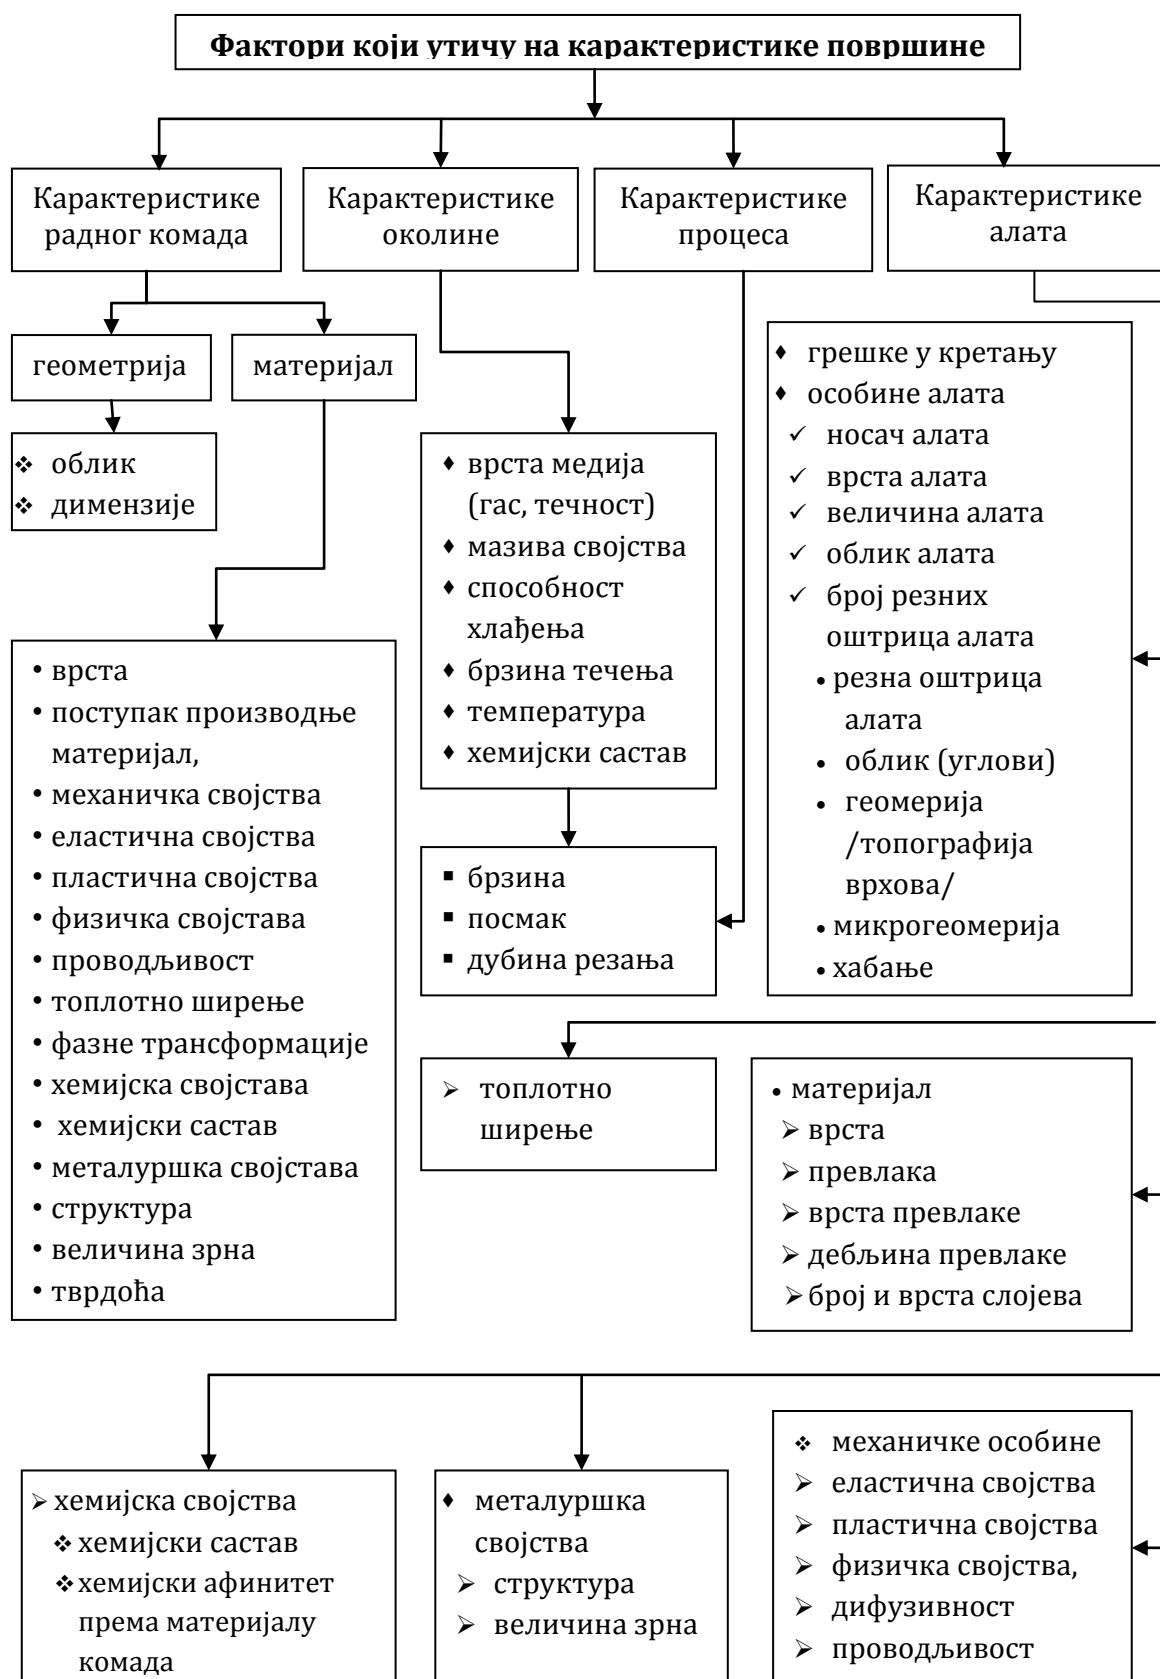 Фактори који утичу на карактеристике површине
Карактеристике
радног комада
Карактеристике
околине
Карактеристике
процеса
Карактеристике
алата
геометрија
материјал
❖ облик
❖ димензије
• врста
• поступак производње
материјал,
• механичка својства
• еластична својства
• пластична својства
• физичка својстава
• проводљивост
• топлотно ширење
• фазне трансформације
• хемијска својстава
• хемијски састав
• металуршка својстава
• структура
• величина зрна
• тврдоћа
♦ врста медија
(гас, течност)
♦ мазива својства
♦ способност
хлађења
♦ брзина течења
♦ температура
♦ хемијски састав
▪ брзина
▪ посмак
▪ дубина резања
♦ грешке у кретању
♦ особине алата
✓ носач алата
✓ врста алата
✓ величина алата
✓ облик алата
✓ број резних
оштрица алата
• резна оштрица
алата
• облик (углови)
• геомерија
/топографија
врхова/
• микрогеомерија
• хабање
➢ топлотно
ширење
• материјал
➢ врста
➢ превлака
➢ врста превлаке
➢ дебљина превлаке
➢ број и врста слојева
➢ хемијска својства
❖ хемијски састав
❖ хемијски афинитет
према материјалу
комада
♦ металуршка
својства
➢ структура
➢ величина зрна
❖ механичке особине
➢ еластична својства
➢ пластична својства
➢ физичка својства,
➢ дифузивност
➢ проводљивост